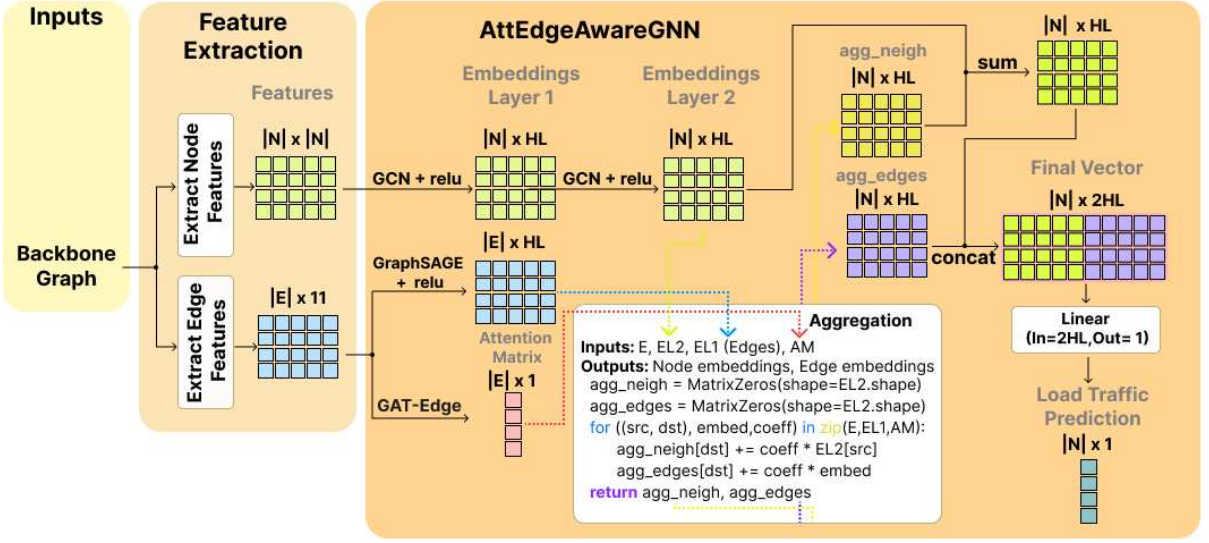 Inputs
Backbone
Graph
Feature
Extraction
Features
Extract Node
Features
|N| x |N|
Extract Edge
Features
|E| x 11
AttEdgeAwareGNN
Embeddings
Layer 1
|N| x HL
GCN + relu
Embeddings
Layer 2
|N| x HL
GCN + relu
|E| x HL
GraphSAGE
+ relu
Attention
Matrix
|E| x 1
GAT-Edge
agg_neigh
|N| x HL
agg_edges
|N| x HL
sum
|N| x HL
concat
Final Vector
|N| x 2HL
Linear
(In=2HL,Out= 1)
Load Traffic
Prediction
|N| x 1
Aggregation
Inputs: E, EL2, EL1 (Edges), AM
Outputs: Node embeddings, Edge embeddings
agg_neigh = MatrixZeros(shape=EL2.shape)
agg_edges = MatrixZeros(shape=EL2.shape)
for ((src, dst), embed,coeff) in zip(E,EL1,AM):
agg_neigh[dst] += coeff * EL2[src]
agg_edges[dst] += coeff * embed
return agg_neigh, agg_edges